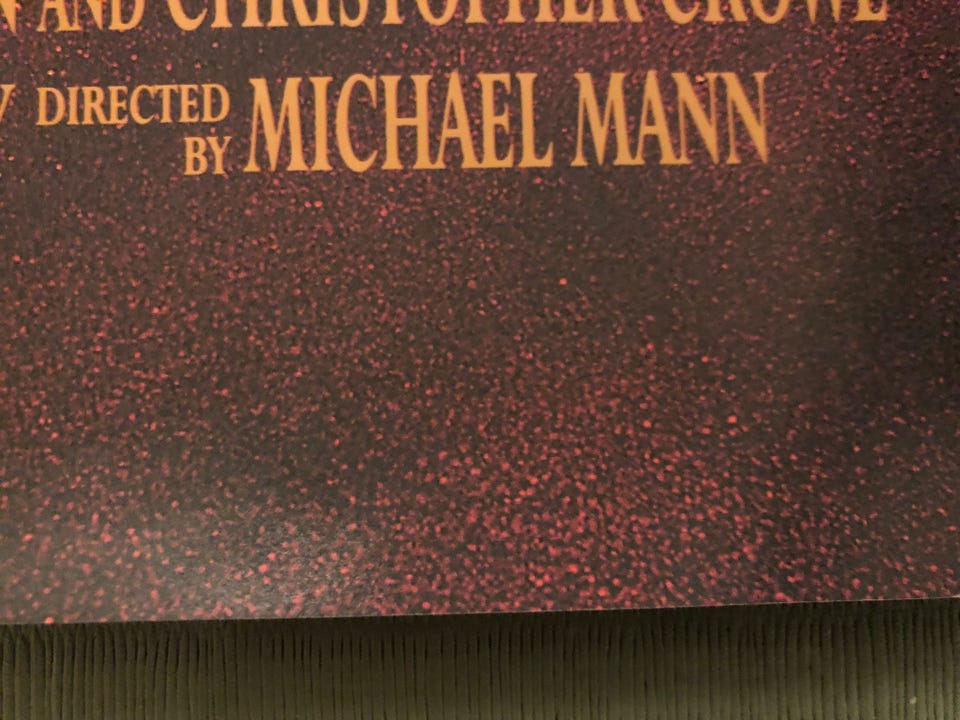 AND CHRISTOPHER CROWE
DIRECTED
BY MICHAEL MANN